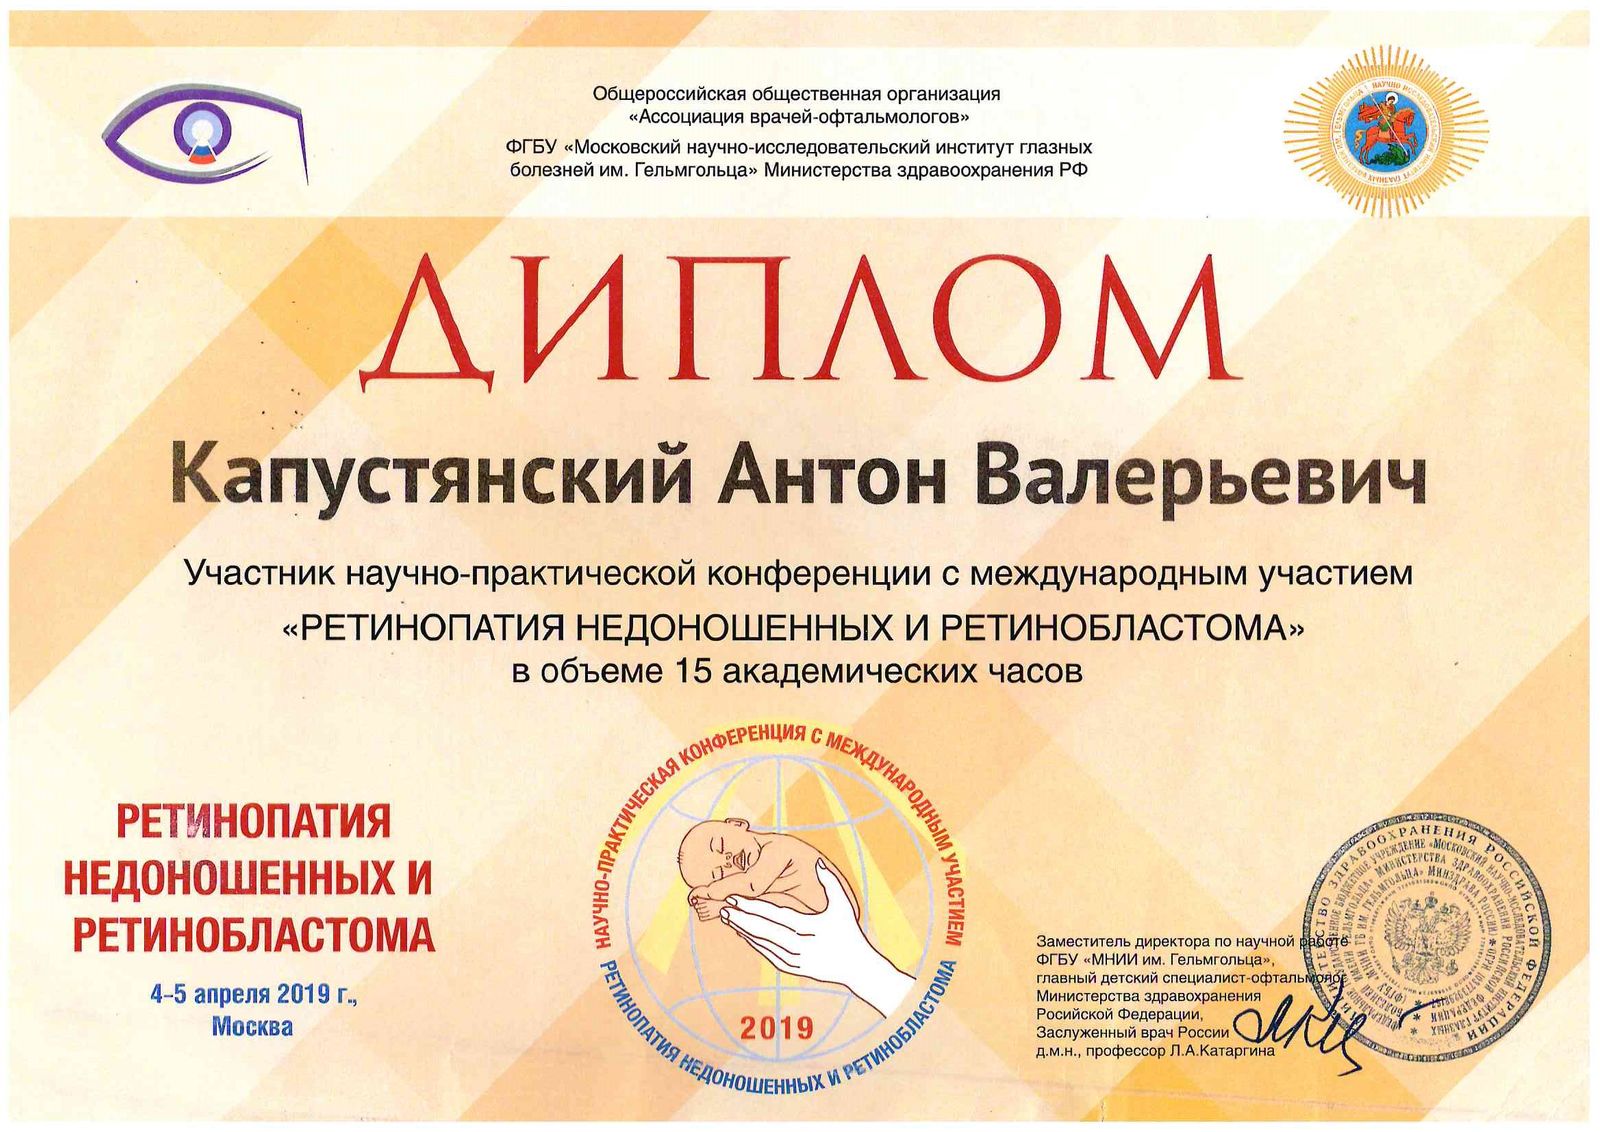 Общероссийская общественная организация
«Ассоциация врачей-офтальмологов»
ФГБУ «Московский научно-исследовательский институт глазных
болезней им. Гельмгольца» Министерства здравоохранения РФ
ДИПЛОМ
Капустянский Антон Валерьевич
Участник научно-практической конференции с международным участием
«РЕТИНОПАТИЯ НЕДОНОШЕННЫХ И РЕТИНОБЛАСТОМА»
в объеме 15 академических часов
РЕТИНОПАТИЯ
НЕДОНОШЕННЫХ И
РЕТИНОБЛАСТОМА
4-5 апреля 2019 г.,
Москва
НАУЧНО-ПРАКТИЧЕСКАЯ КОНФЕРЕНЦИЯ С МЕЖДУНАРОДНЫМ УЧАСТИЕМ
РЕТИНОПАТИЯ НЕДОНОШЕННЫХ И РЕТИНОБЛАСТОМА
2019
Заместитель директора по научной работе
ФГБУ «МНИИ им. Гельмгольца»,
главный детский специалист-офтальмолог
Министерства здравоохранения
Росийской Федерации,
Заслуженный врач России
д.м.н., профессор Л.А.Катаргина
ЗДРАВООХРАНЕНИЯ РОССИЙСКОЙ ФЕДЕРАЦИИ